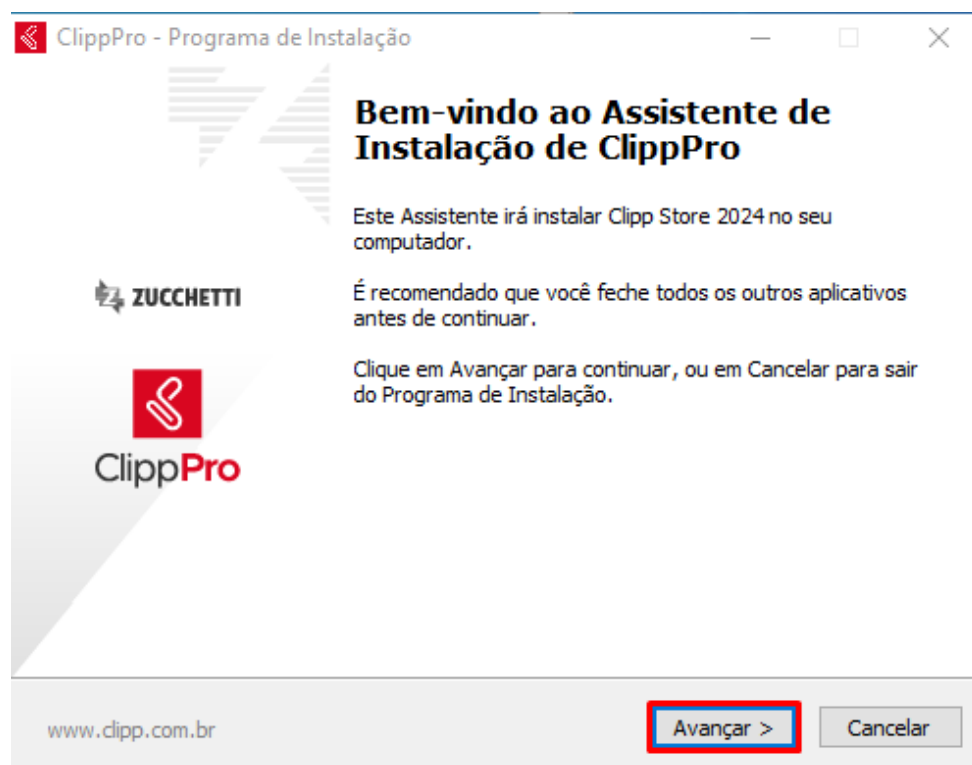 ClippPro - Programa de Instalação
Bem-vindo ao Assistente de
Instalação de ClippPro
Este Assistente irá instalar Clipp Store 2024 no seu
computador.
É recomendado que você feche todos os outros aplicativos
antes de continuar.
Clique em Avançar para continuar, ou em Cancelar para sair
do Programa de Instalação.
ZUCCHETTI
ClippPro
www.clipp.com.br
Avançar >
Cancelar